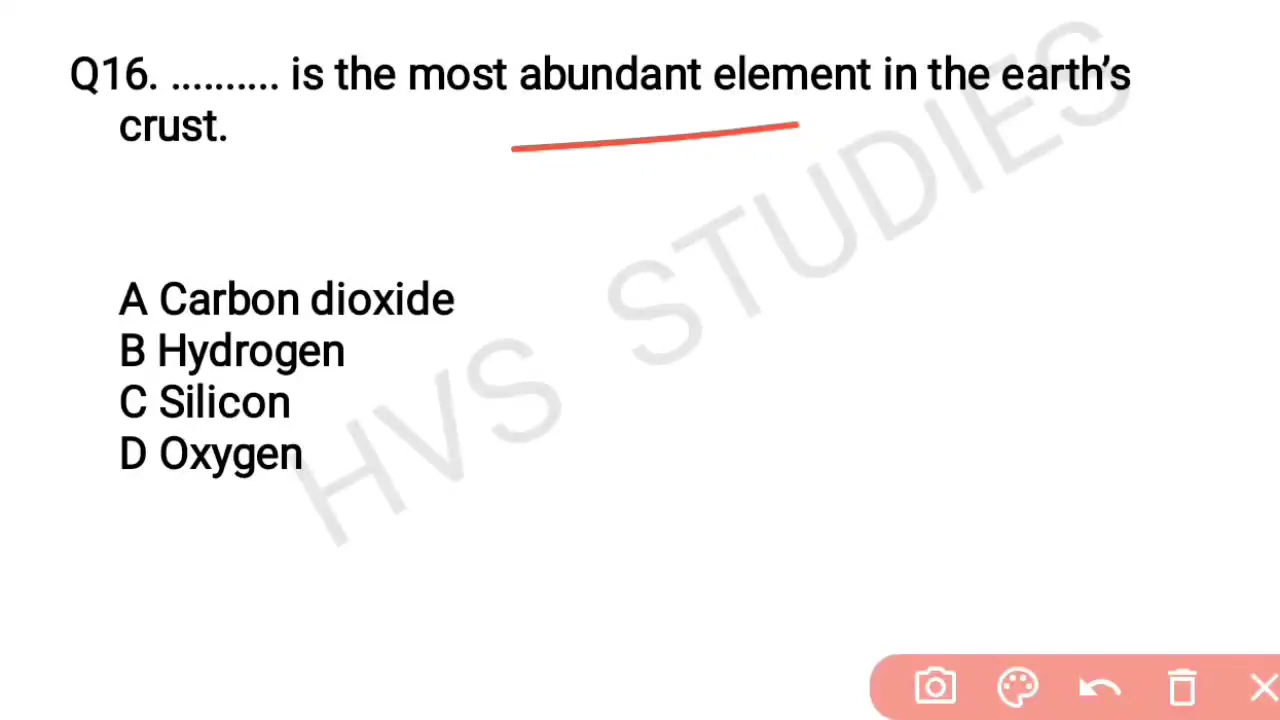 Q16. .......... is the most abundant element in the earth’s
crust.
A Carbon dioxide
B Hydrogen
C Silicon
D Oxygen
HVS STUDIES